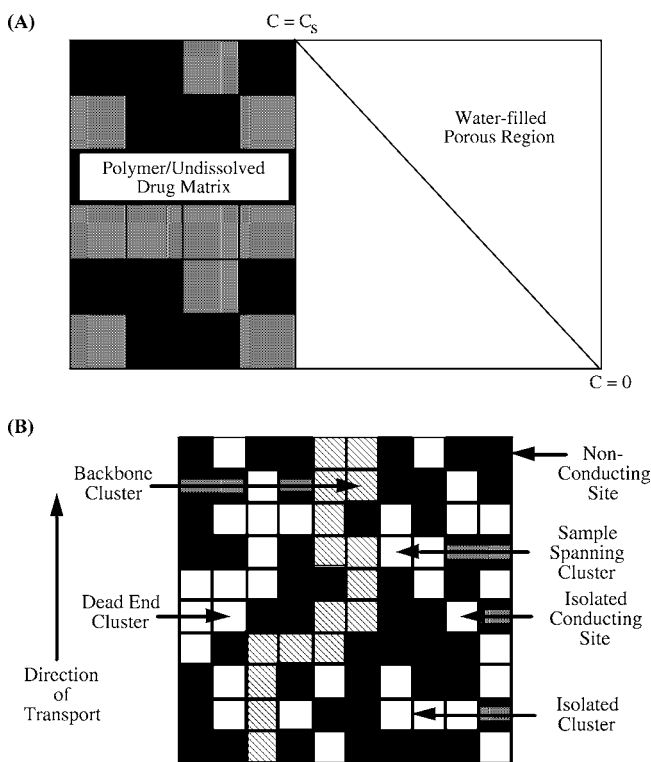 (A)
C = Cs
Water-filled
Porous Region
Polymer/Undissolved
Drug Matrix
C = 0
(B)
Backbone
Cluster
Non-
Conducting
Site
Sample
Spanning
Cluster
Dead End
Cluster
Isolated
Conducting
Site
Direction
of
Transport
Isolated
Cluster